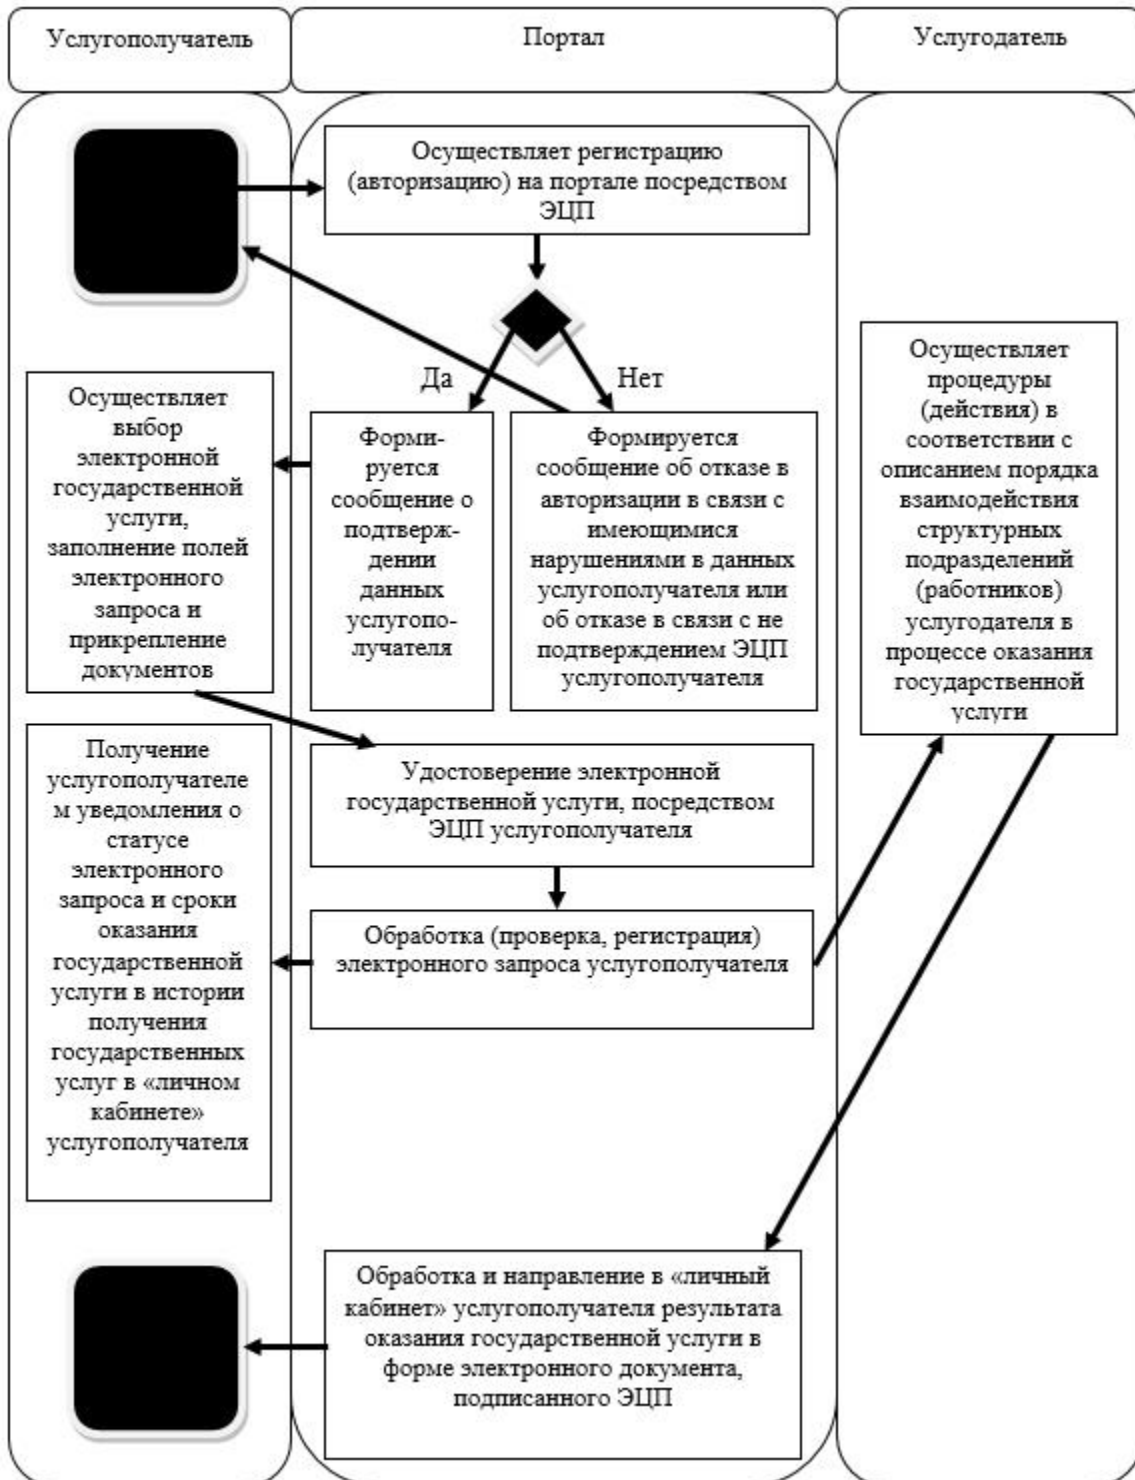 Услугополучатель
Портал
Услугодатель
Осуществляет регистрацию
(авторизацию) на портале посредством
ЭЦП
Да
Нет
Осуществляет
выбор
электронной
государственной
услуги,
заполнение полей
электронного
запроса и
прикрепление
документов
Форми-
руется
сообщение о
подтверж-
дении
данных
услугопо-
лучателя
Формируется
сообщение об отказе в
авторизации в связи с
имеющимися
нарушениями в данных
услугополучателя или
об отказе в связи с не
подтверждением ЭЦП
услугополучателя
Осуществляет
процедуры
(действия) в
соответствии с
описанием порядка
взаимодействия
структурных
подразделений
(работников)
услугодателя в
процессе оказания
государственной
услуги
Получение
услугополучателе
м уведомления о
статусе
электронного
запроса и сроки
оказания
государственной
услуги в истории
получения
государственных
услуг в «личном
кабинете»
услугополучателя
Удостоверение электронной
государственной услуги, посредством
ЭЦП услугополучателя
Обработка (проверка, регистрация)
электронного запроса услугополучателя
Обработка и направление в «личный
кабинет» услугополучателя результата
оказания государственной услуги в
форме электронного документа,
подписанного ЭЦП